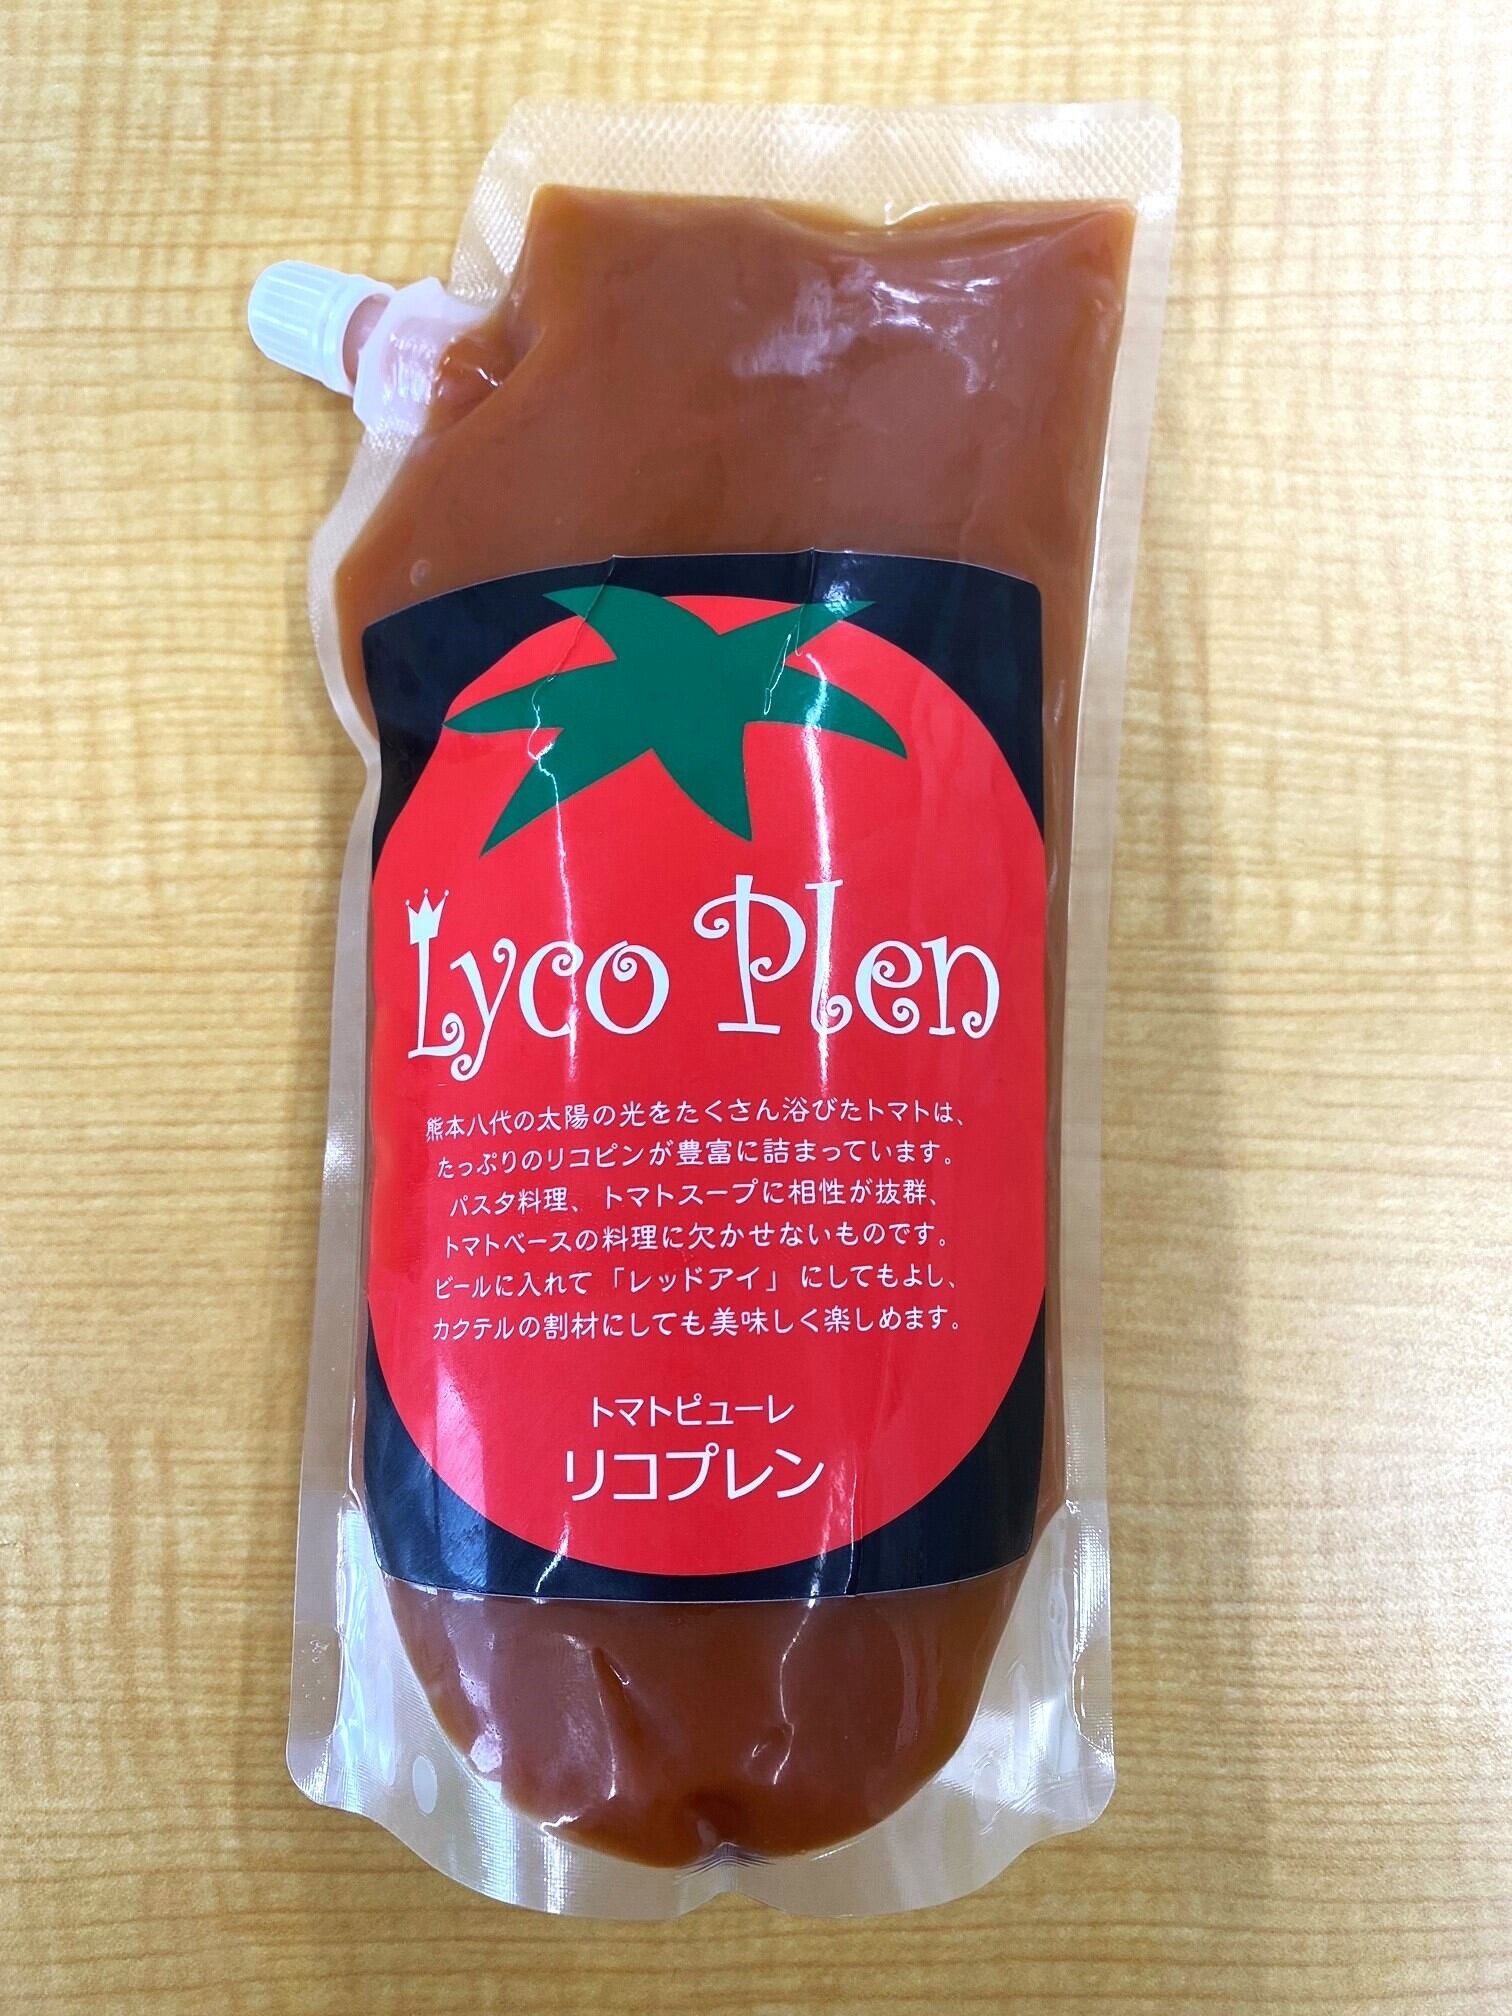 Lyco Plen
熊本八代の太陽の光をたくさん浴びたトマトは、
たっぷりのリコピンが豊富に詰まっています。
パスタ料理、トマトスープに相性が抜群、
トマトベースの料理に欠かせないものです。
ビールに入れて「レッドアイ」にしてもよし、
カクテルの割材にしても美味しく楽しめます。
トマトピューレ
リコプレン